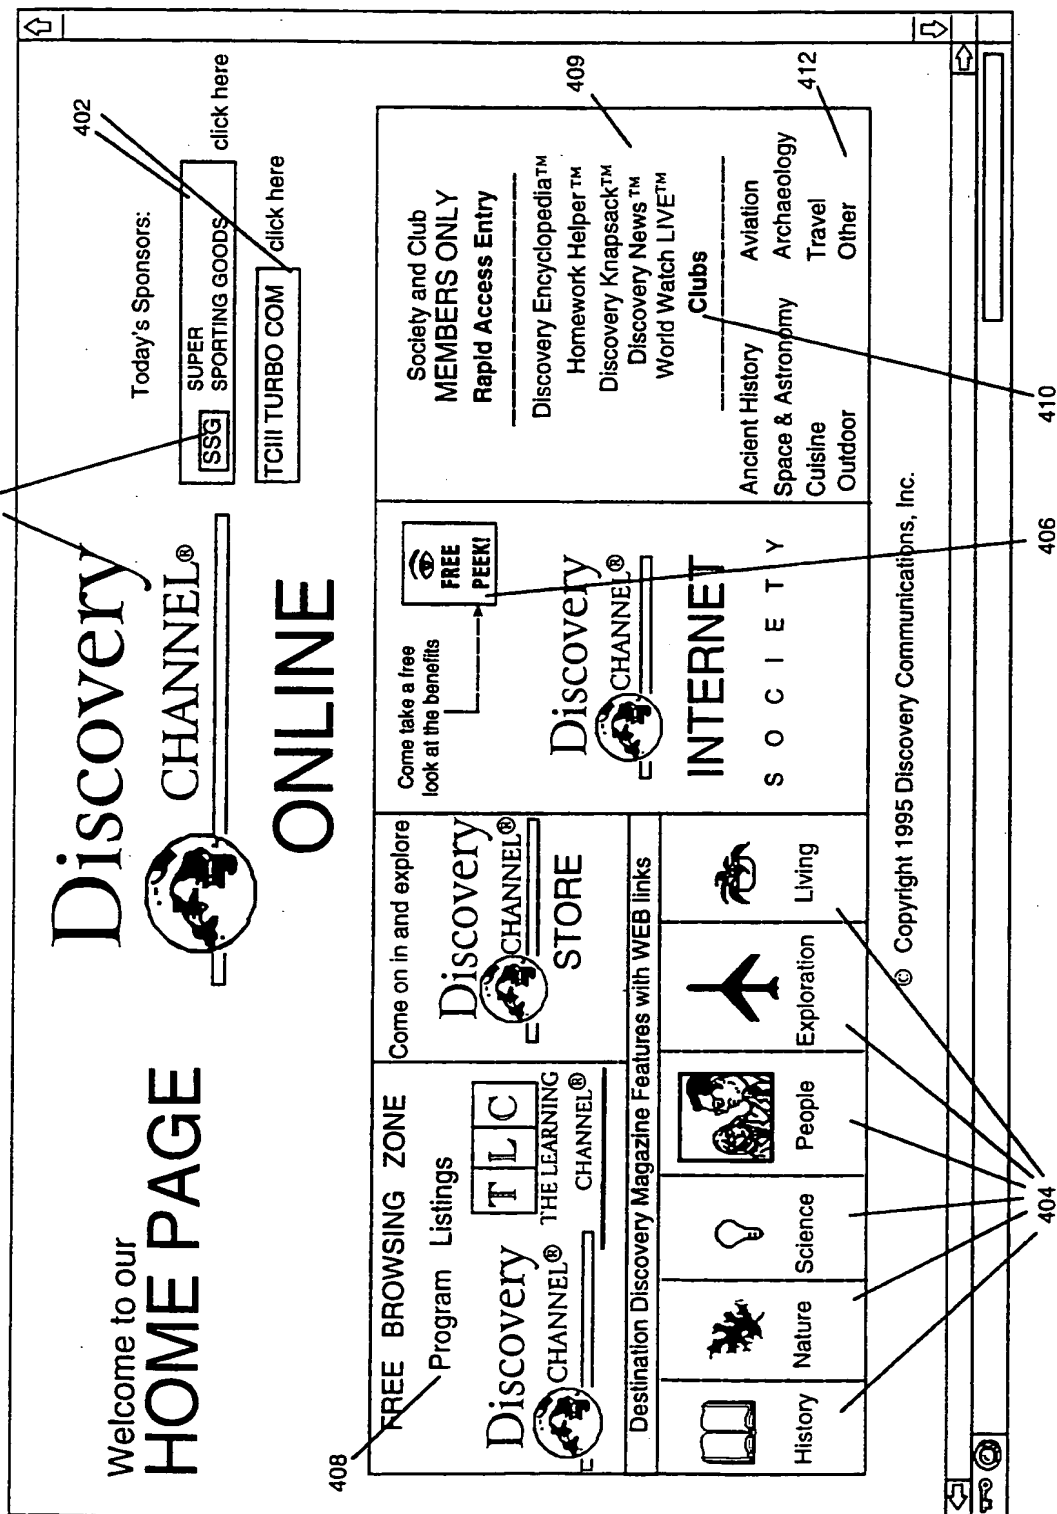 Welcome to our
HOME PAGE
Discovery
CHANNEL®
ONLINE
Today's Sponsors:
402
SSG
SUPER
SPORTING GOODS
click here
TCIII TURBO COM
click here
408
FREE BROWSING ZONE
Program Listings
Discovery
CHANNEL®
T L C
THE LEARNING
CHANNEL®
Come on in and explore
Discovery
CHANNEL®
STORE
Destination Discovery Magazine Features with WEB links
History
Nature
Science
People
Exploration
Living
404
Come take a free
look at the benefits
FREE
PEEK!
Discovery
CHANNEL®
INTERNET
SOCIETY
406
Society and Club
MEMBERS ONLY
Rapid Access Entry
Discovery Encyclopedia™
Homework Helper™
Discovery Knapsack™
Discovery News™
World Watch LIVE™
409
Clubs
410
Ancient History Aviation
Space & Astronomy Archaeology
Cuisine Travel
Outdoor Other
412
© Copyright 1995 Discovery Communications, Inc.